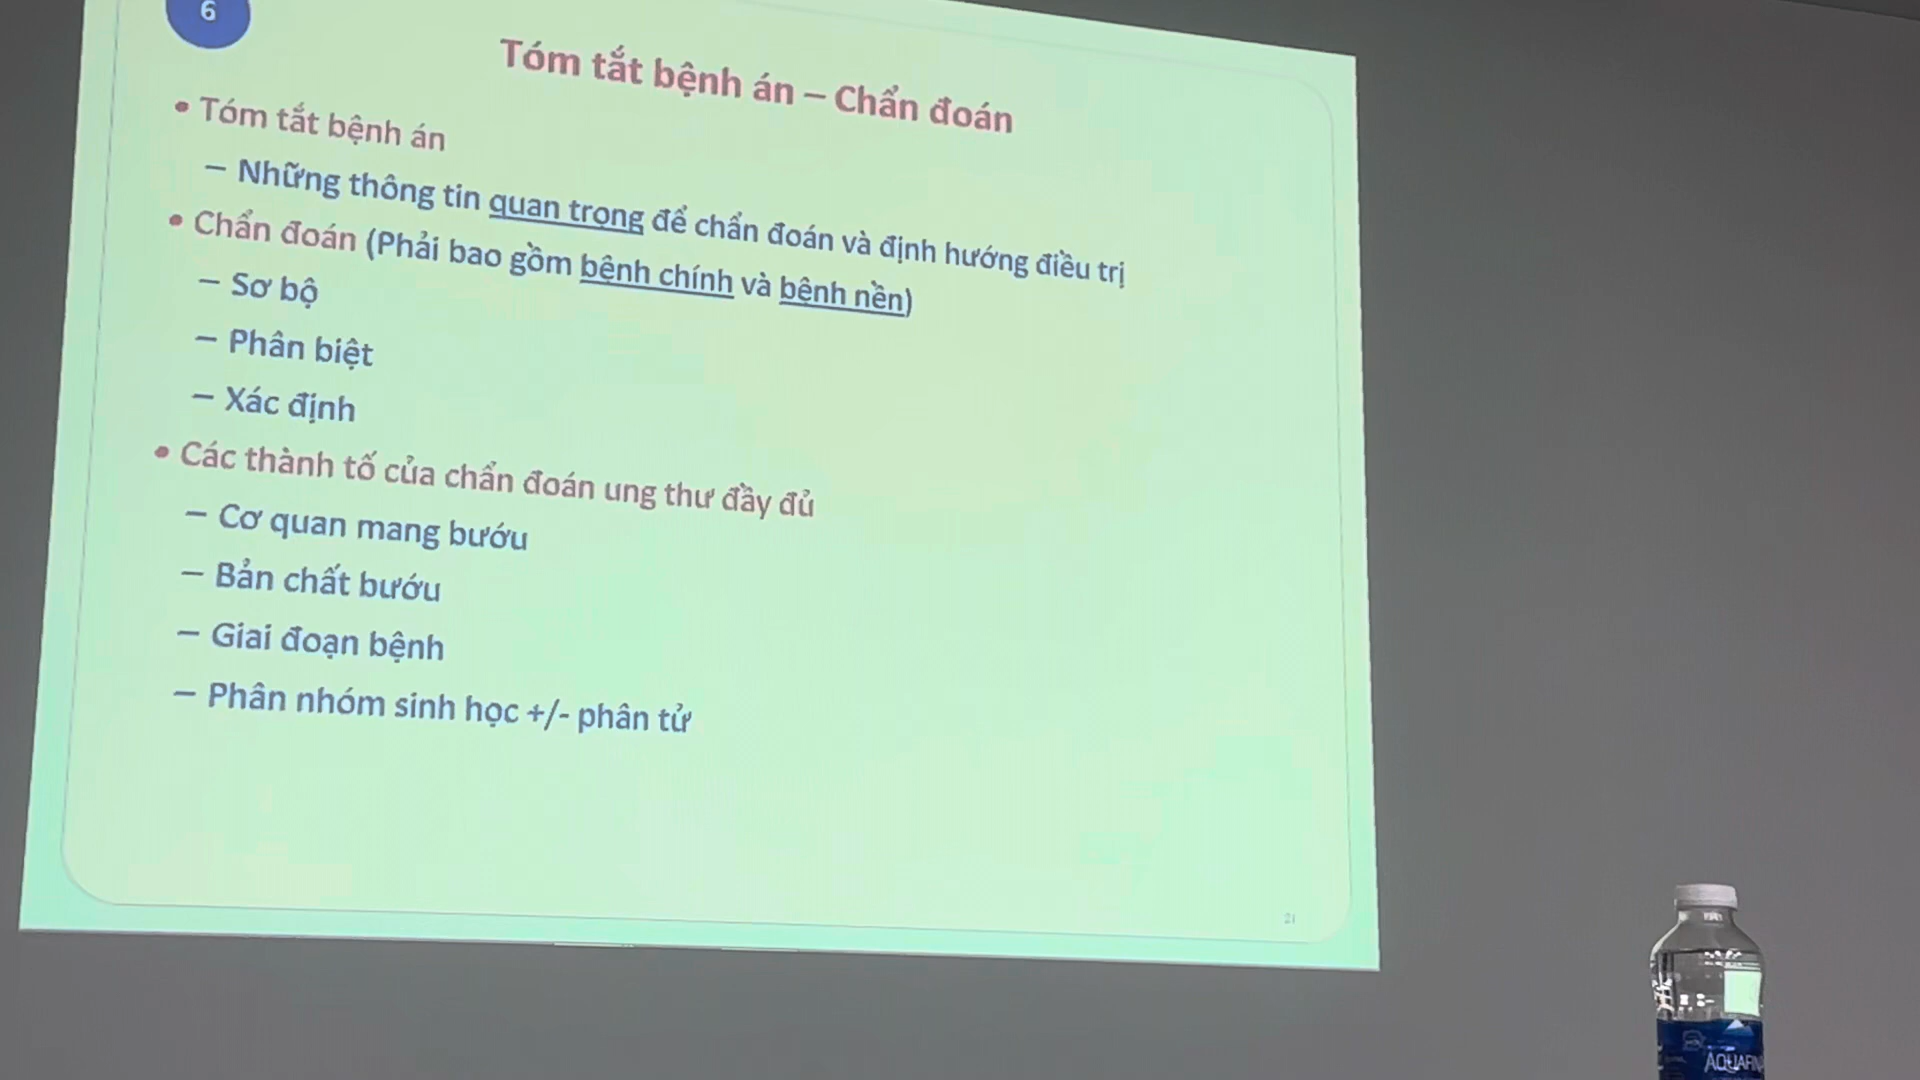 6
Tóm tắt bệnh án – Chẩn đoán
• Tóm tắt bệnh án
– Những thông tin quan trọng để chẩn đoán và định hướng điều trị
• Chẩn đoán (Phải bao gồm bệnh chính và bệnh nền)
– Sơ bộ
– Phân biệt
– Xác định
• Các thành tố của chẩn đoán ung thư đầy đủ
– Cơ quan mang bướu
– Bản chất bướu
– Giai đoạn bệnh
– Phân nhóm sinh học +/- phân tử
21
AQUAFIN